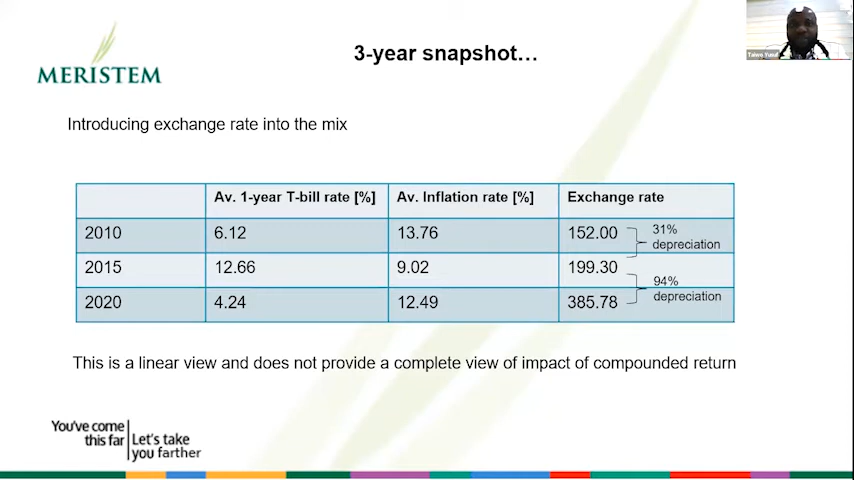 3-year snapshot…
Taiwo Yusuf
MERISTEM
Introducing exchange rate into the mix
Av. 1-year T-bill rate [%] Av. Inflation rate [%] Exchange rate
2010 6.12 13.76 152.00
31%
depreciation
2015 12.66 9.02 199.30
94%
depreciation
2020 4.24 12.49 385.78
This is a linear view and does not provide a complete view of impact of compounded return
You've come
this far
Let's take
you farther